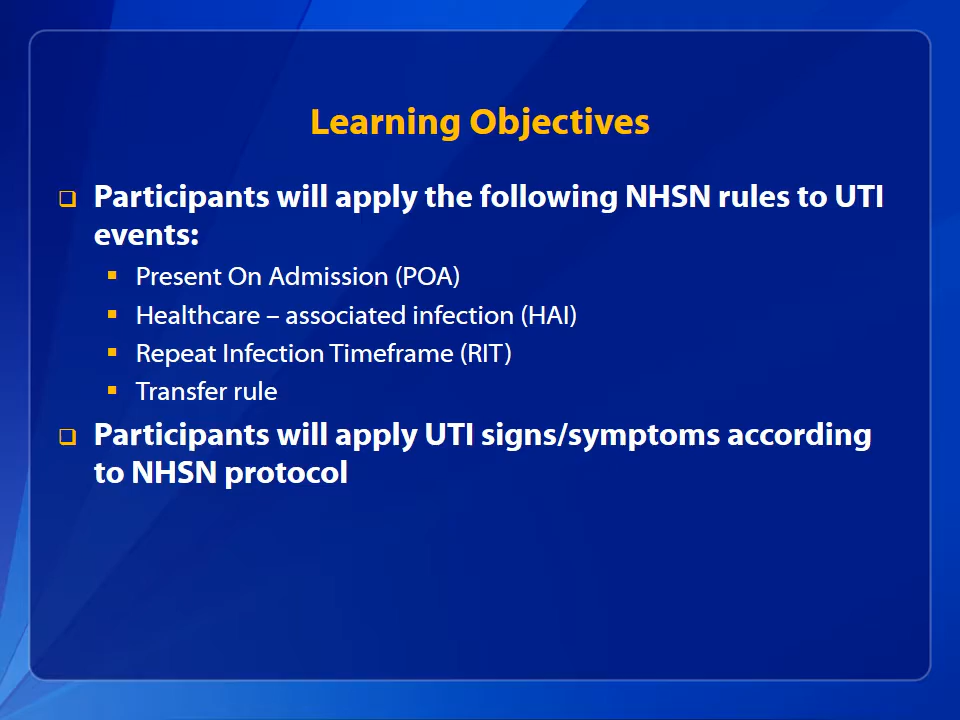 Learning Objectives
Participants will apply the following NHSN rules to UTI
events:
Present On Admission (POA)
Healthcare – associated infection (HAI)
Repeat Infection Timeframe (RIT)
Transfer rule
Participants will apply UTI signs/symptoms according
to NHSN protocol